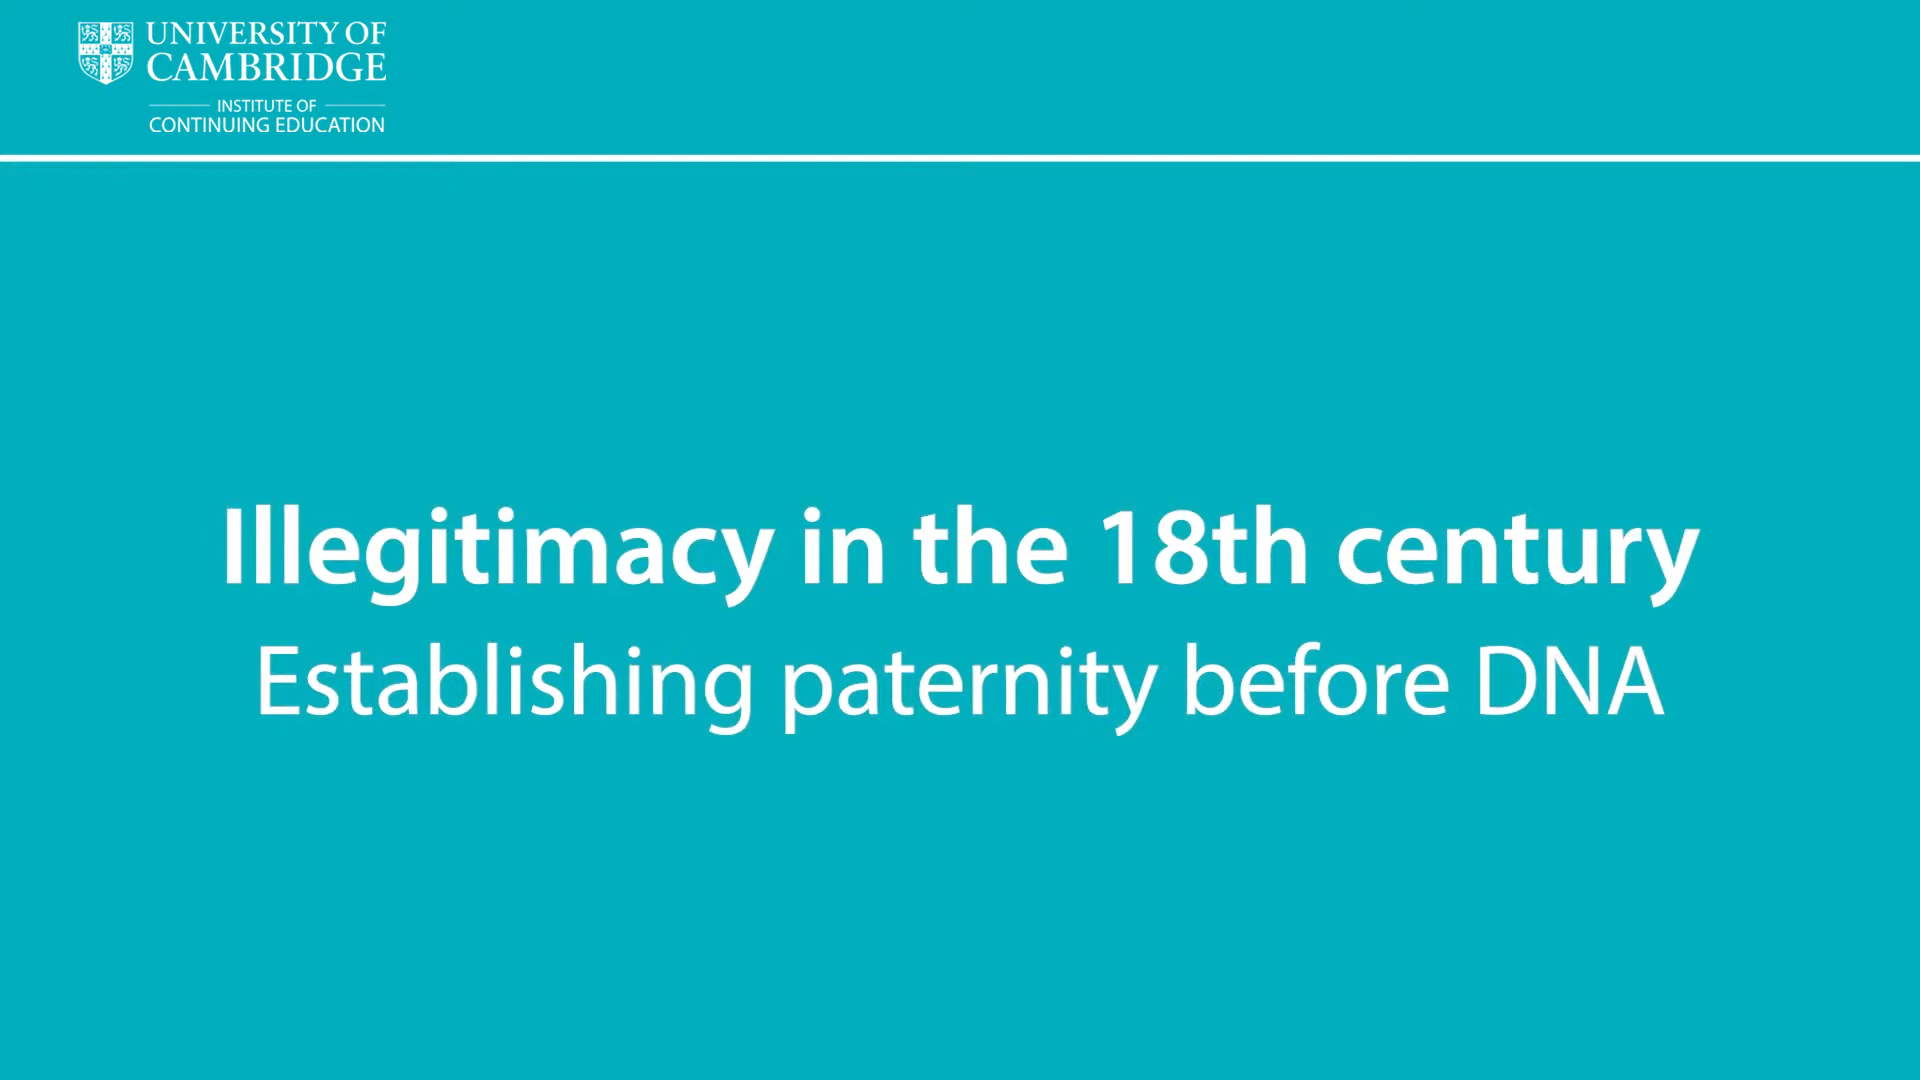 UNIVERSITY OF
CAMBRIDGE
INSTITUTE OF
CONTINUING EDUCATION
Illegitimacy in the 18th century
Establishing paternity before DNA